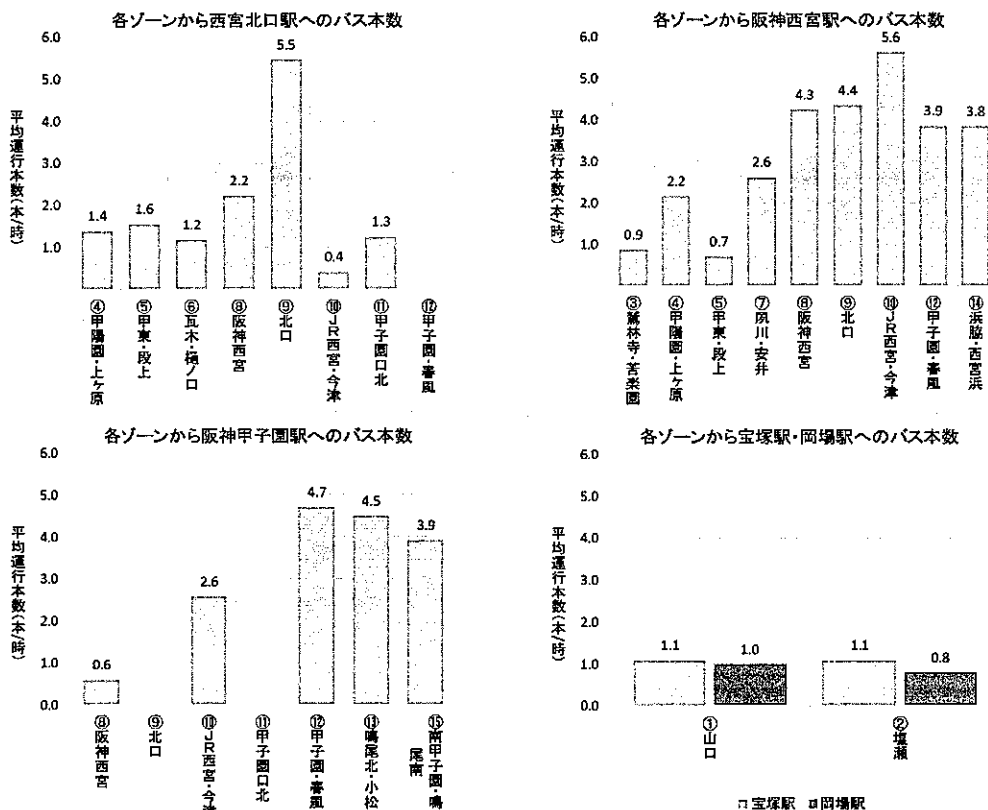 各ゾーンから西宮北口駅へのバス本数
平均運行本数(本/時)
6.0
5.0
4.0
3.0
2.0
1.0
1.4
1.6
1.2
2.2
5.5
0.4
1.3
④甲陽園・上ヶ原
⑤甲東・段上
⑥瓦木・樋ノ口
⑧阪神西宮
⑨北口
⑩JR西宮・今津
⑪甲子園口北
⑫甲子園・春風
各ゾーンから阪神西宮駅へのバス本数
平均運行本数(本/時)
6.0
5.0
4.0
3.0
2.0
1.0
0.9
2.2
0.7
2.6
4.3
4.4
5.6
3.9
3.8
③鷲林寺・苦楽園
④甲陽園・上ヶ原
⑤甲東・段上
⑦夙川・安井
⑧阪神西宮
⑨北口
⑩JR西宮・今津
⑫甲子園・春風
⑭浜脇・西宮浜
各ゾーンから阪神甲子園駅へのバス本数
平均運行本数(本/時)
6.0
5.0
4.0
3.0
2.0
1.0
0.0
0.6
2.6
4.7
4.5
3.9
⑧阪神西宮
⑨北口
⑩JR西宮・今津
⑪甲子園口北
⑫甲子園・春風
⑬鳴尾北・小松
⑮南甲子園・鳴
尾南
各ゾーンから宝塚駅・岡場駅へのバス本数
平均運行本数(本/時)
6.0
5.0
4.0
3.0
2.0
1.0
0.0
1.1
1.0
1.1
0.8
①山口
②塩瀬
宝塚駅 岡場駅